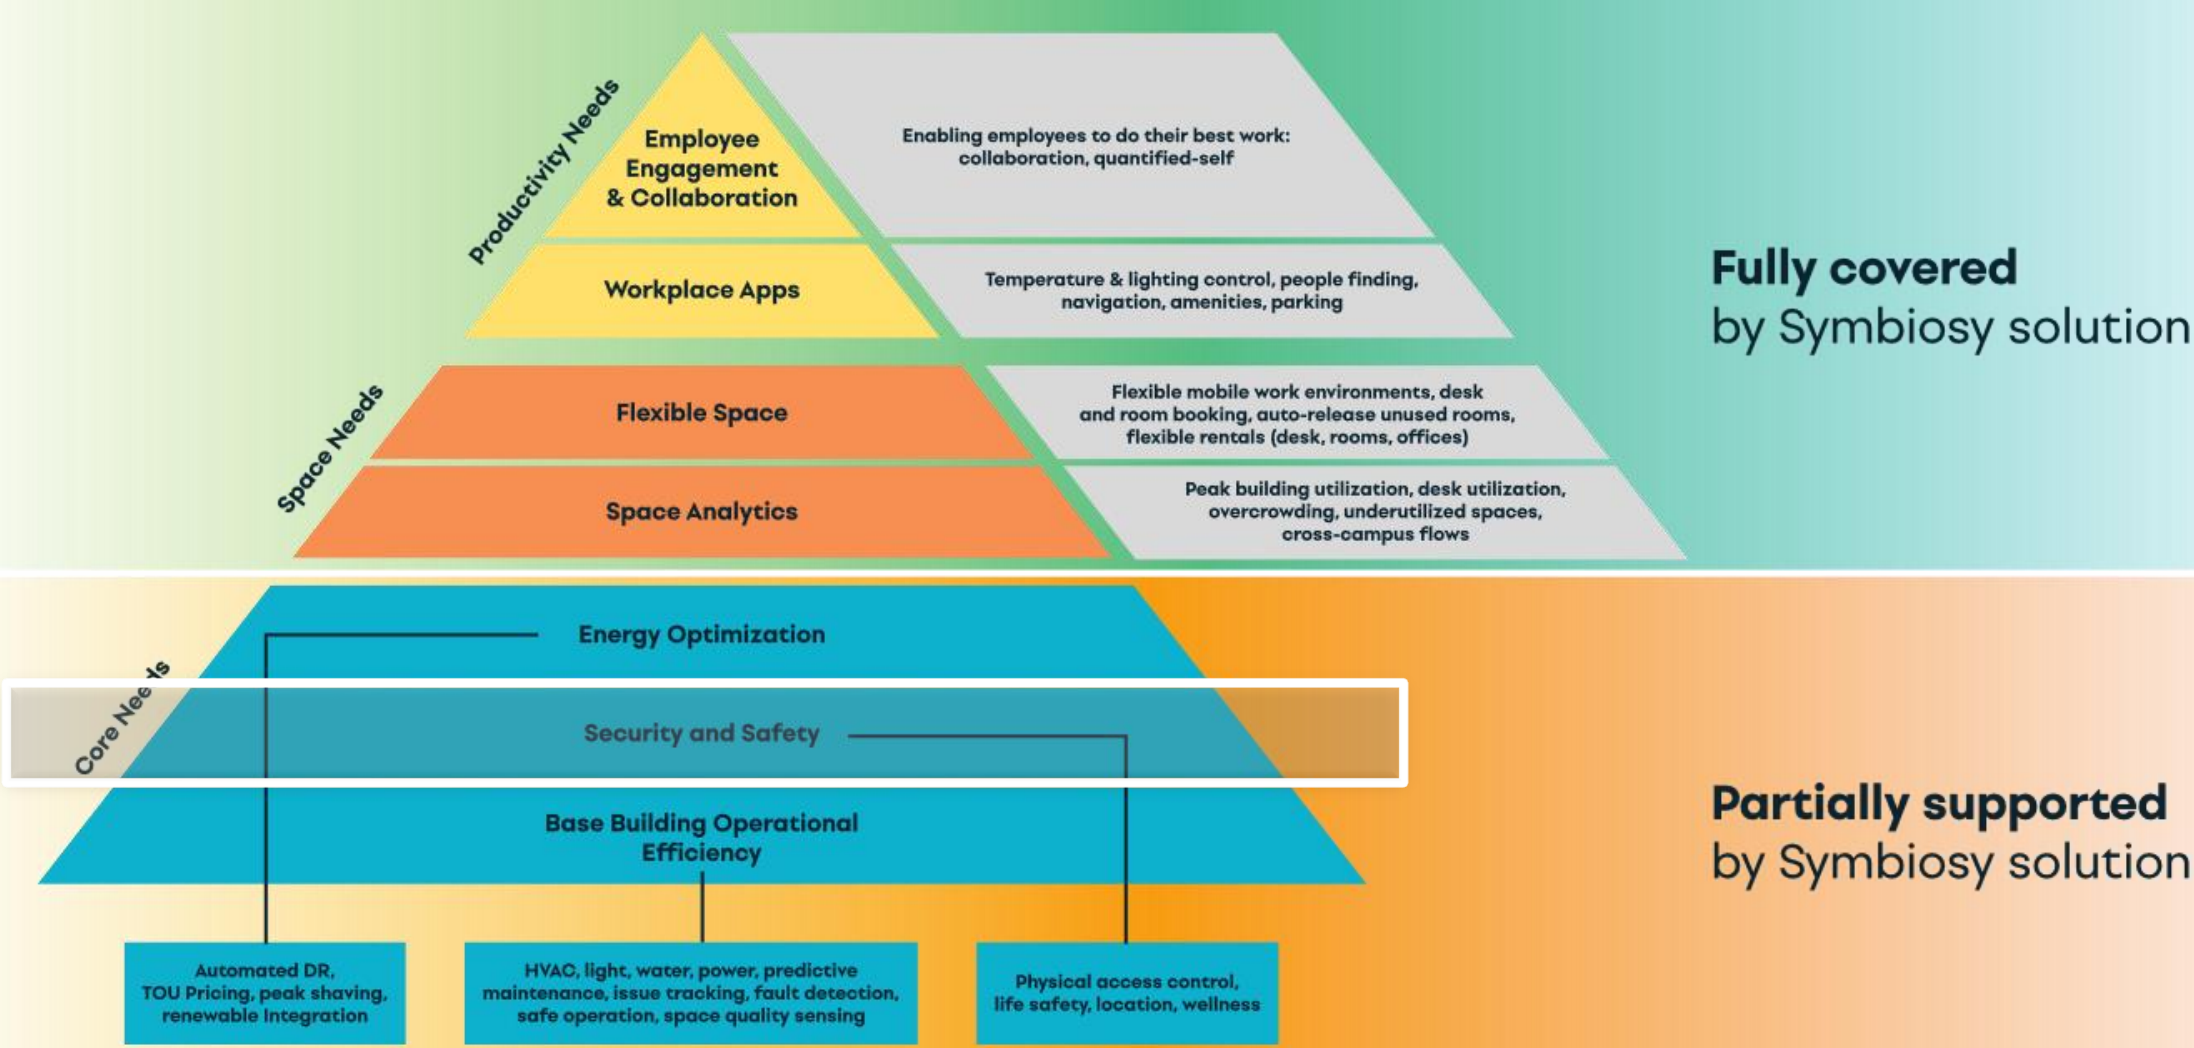 Productivity Needs
Employee
Engagement
& Collaboration
Enabling employees to do their best work:
collaboration, quantified-self
Workplace Apps
Temperature & lighting control, people finding,
navigation, amenities, parking
Fully covered
by Symbiosy solution
Space Needs
Flexible Space
Flexible mobile work environments, desk
and room booking, auto-release unused rooms,
flexible rentals (desk, rooms, offices)
Space Analytics
Peak building utilization, desk utilization,
overcrowding, underutilized spaces,
cross-campus flows
Core Needs
Energy Optimization
Security and Safety
Base Building Operational
Efficiency
Partially supported
by Symbiosy solution
Automated DR,
TOU Pricing, peak shaving,
renewable Integration
HVAC, light, water, power, predictive
maintenance, issue tracking, fault detection,
safe operation, space quality sensing
Physical access control,
life safety, location, wellness